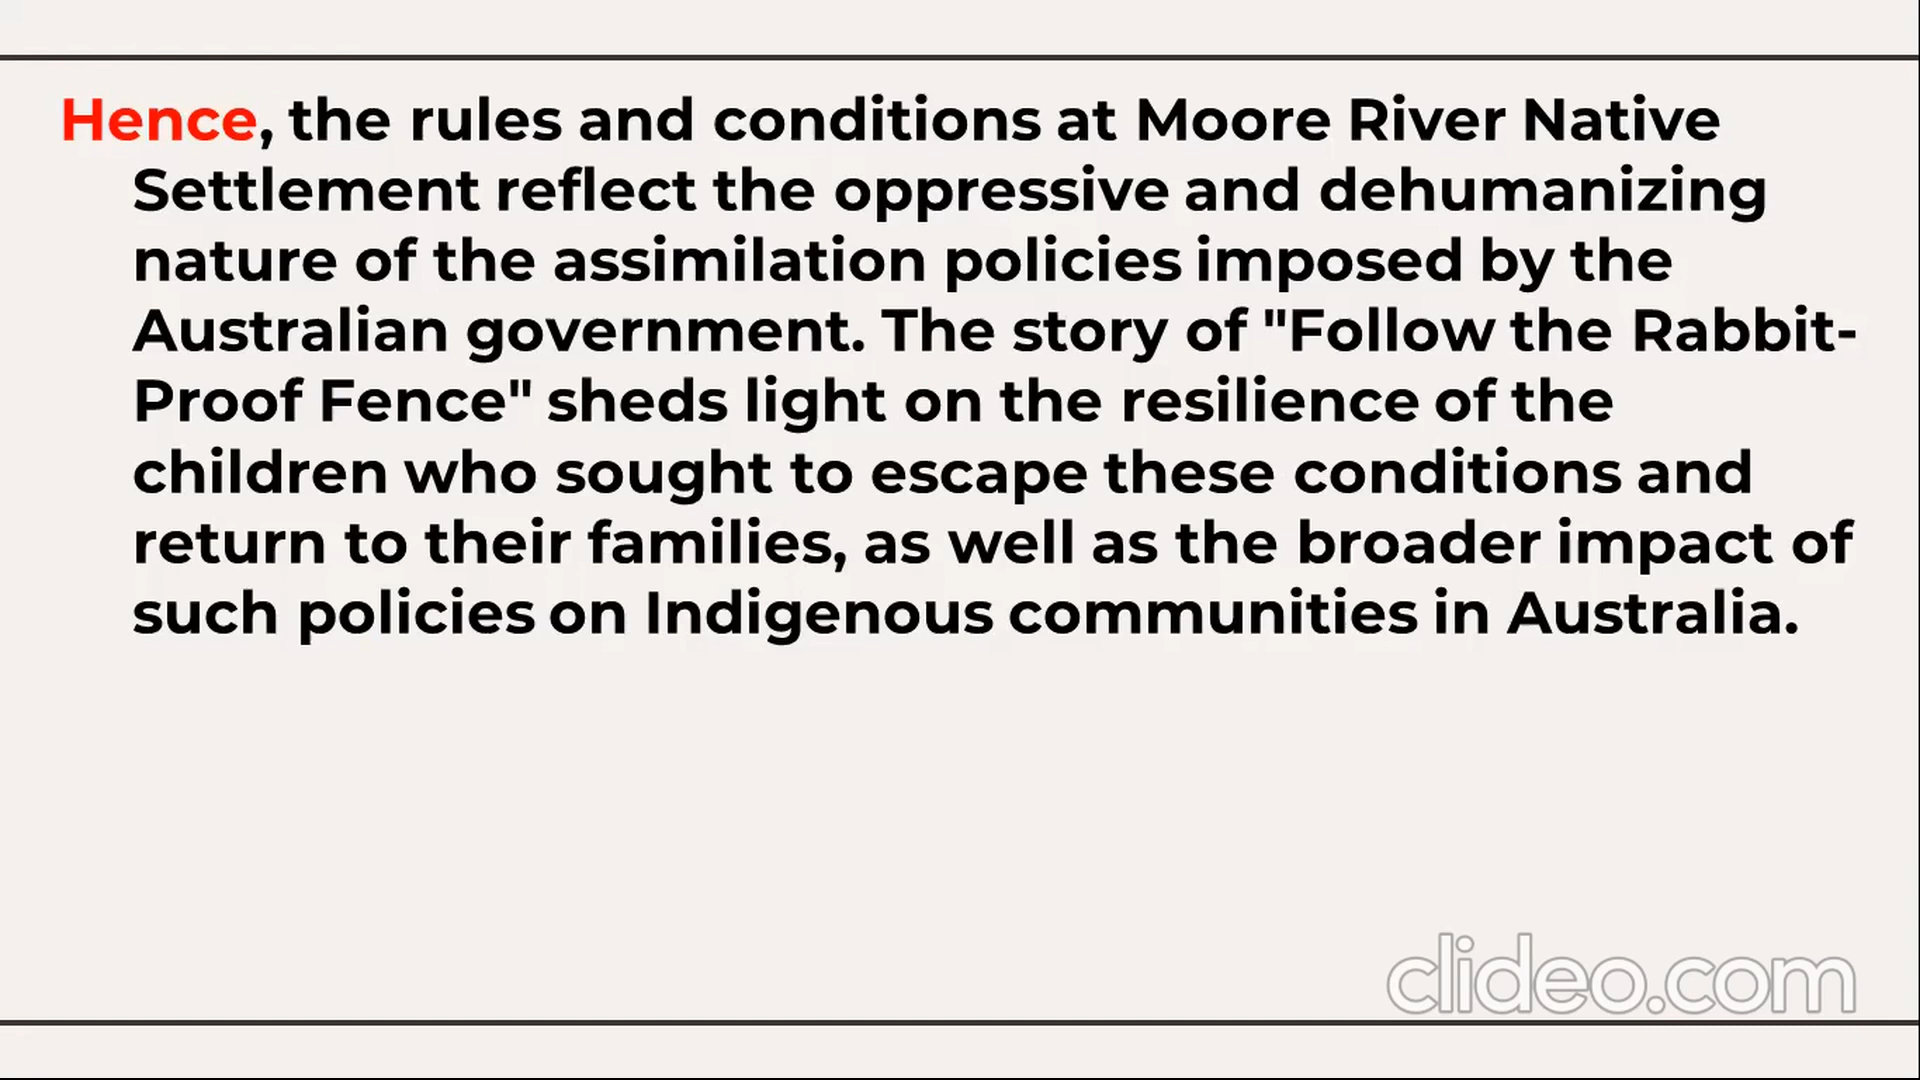 Hence, the rules and conditions at Moore River Native
Settlement reflect the oppressive and dehumanizing
nature of the assimilation policies imposed by the
Australian government. The story of "Follow the Rabbit-
Proof Fence" sheds light on the resilience of the
children who sought to escape these conditions and
return to their families, as well as the broader impact of
such policies on Indigenous communities in Australia.
clideo.com